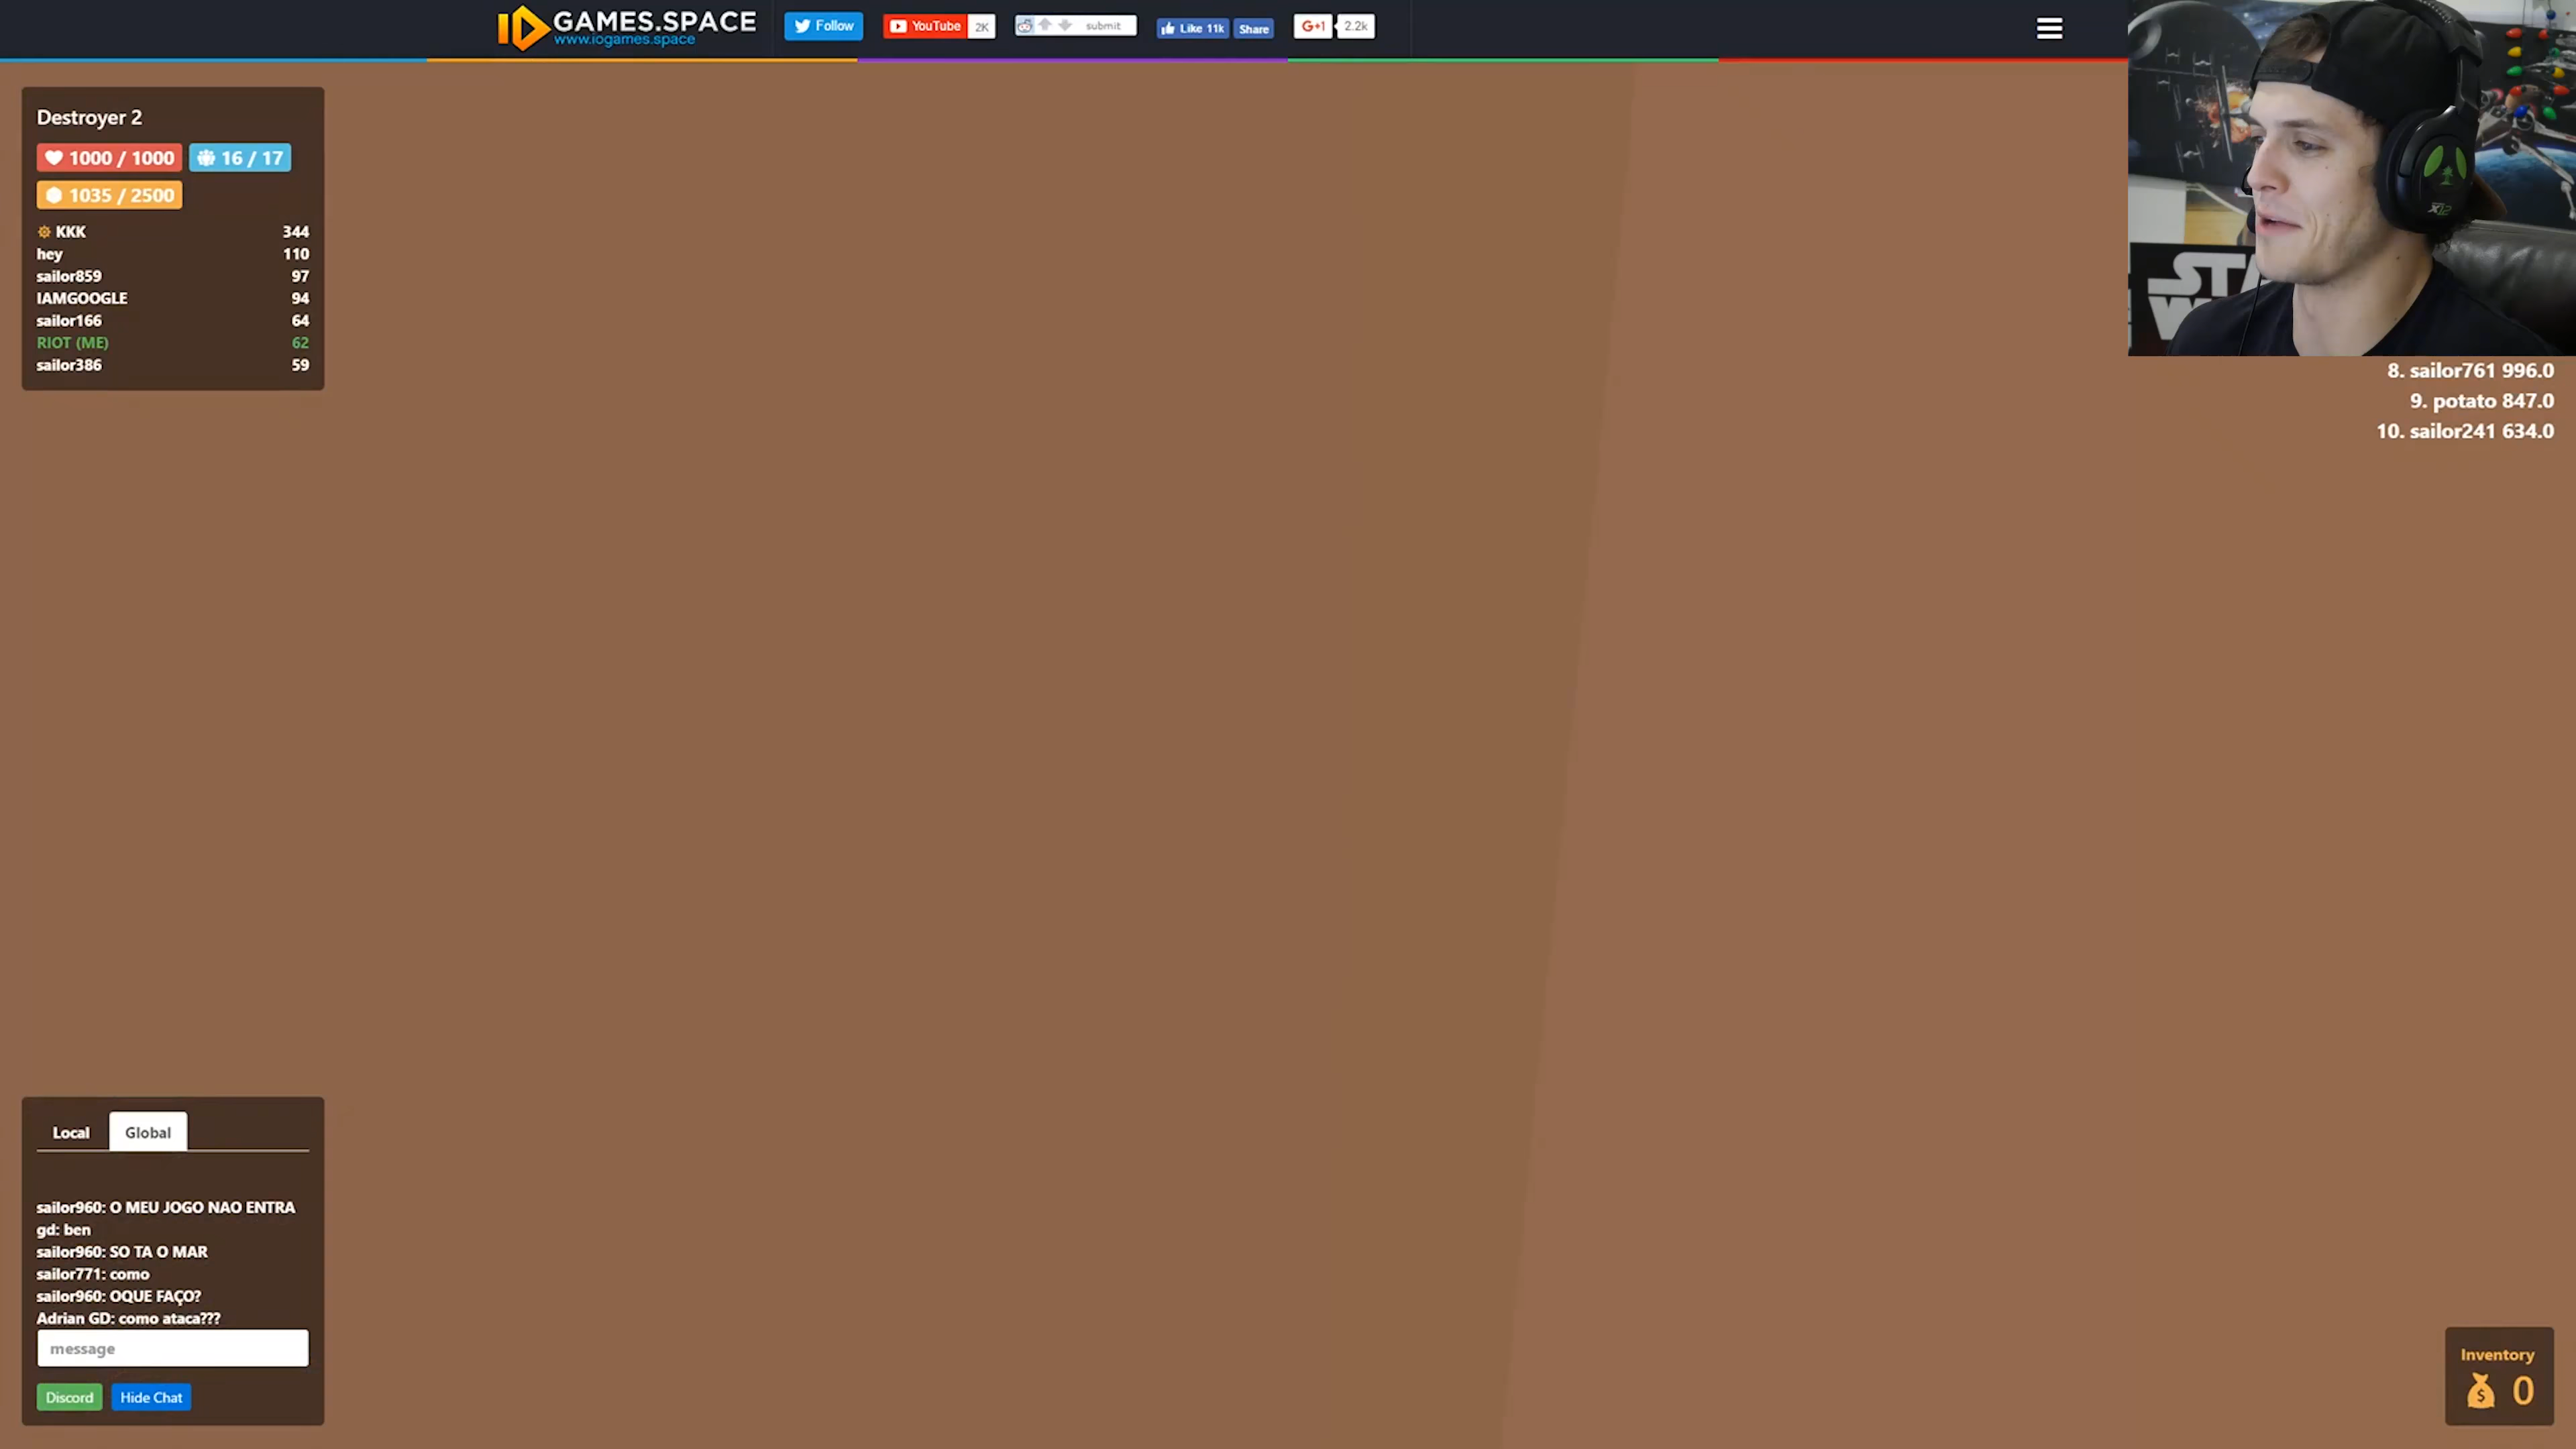 GAMES.SPACE
www.iogames.space
Follow
YouTube 2K
submit
Like 11k
Share
G+1 2.2k
Destroyer 2
1000 / 1000
16 / 17
1035 / 2500
KKK 344
hey 110
sailor859 97
IAMGOOGLE 94
sailor166 64
RIOT (ME) 62
sailor386 59
X12
STA
W
8. sailor761 996.0
9. potato 847.0
10. sailor241 634.0
Local
Global
sailor960: O MEU JOGO NAO ENTRA
gd: ben
sailor960: SO TA O MAR
sailor771: como
sailor960: OQUE FAÇO?
Adrian GD: como ataca???
message
Discord
Hide Chat
Inventory
$ 0